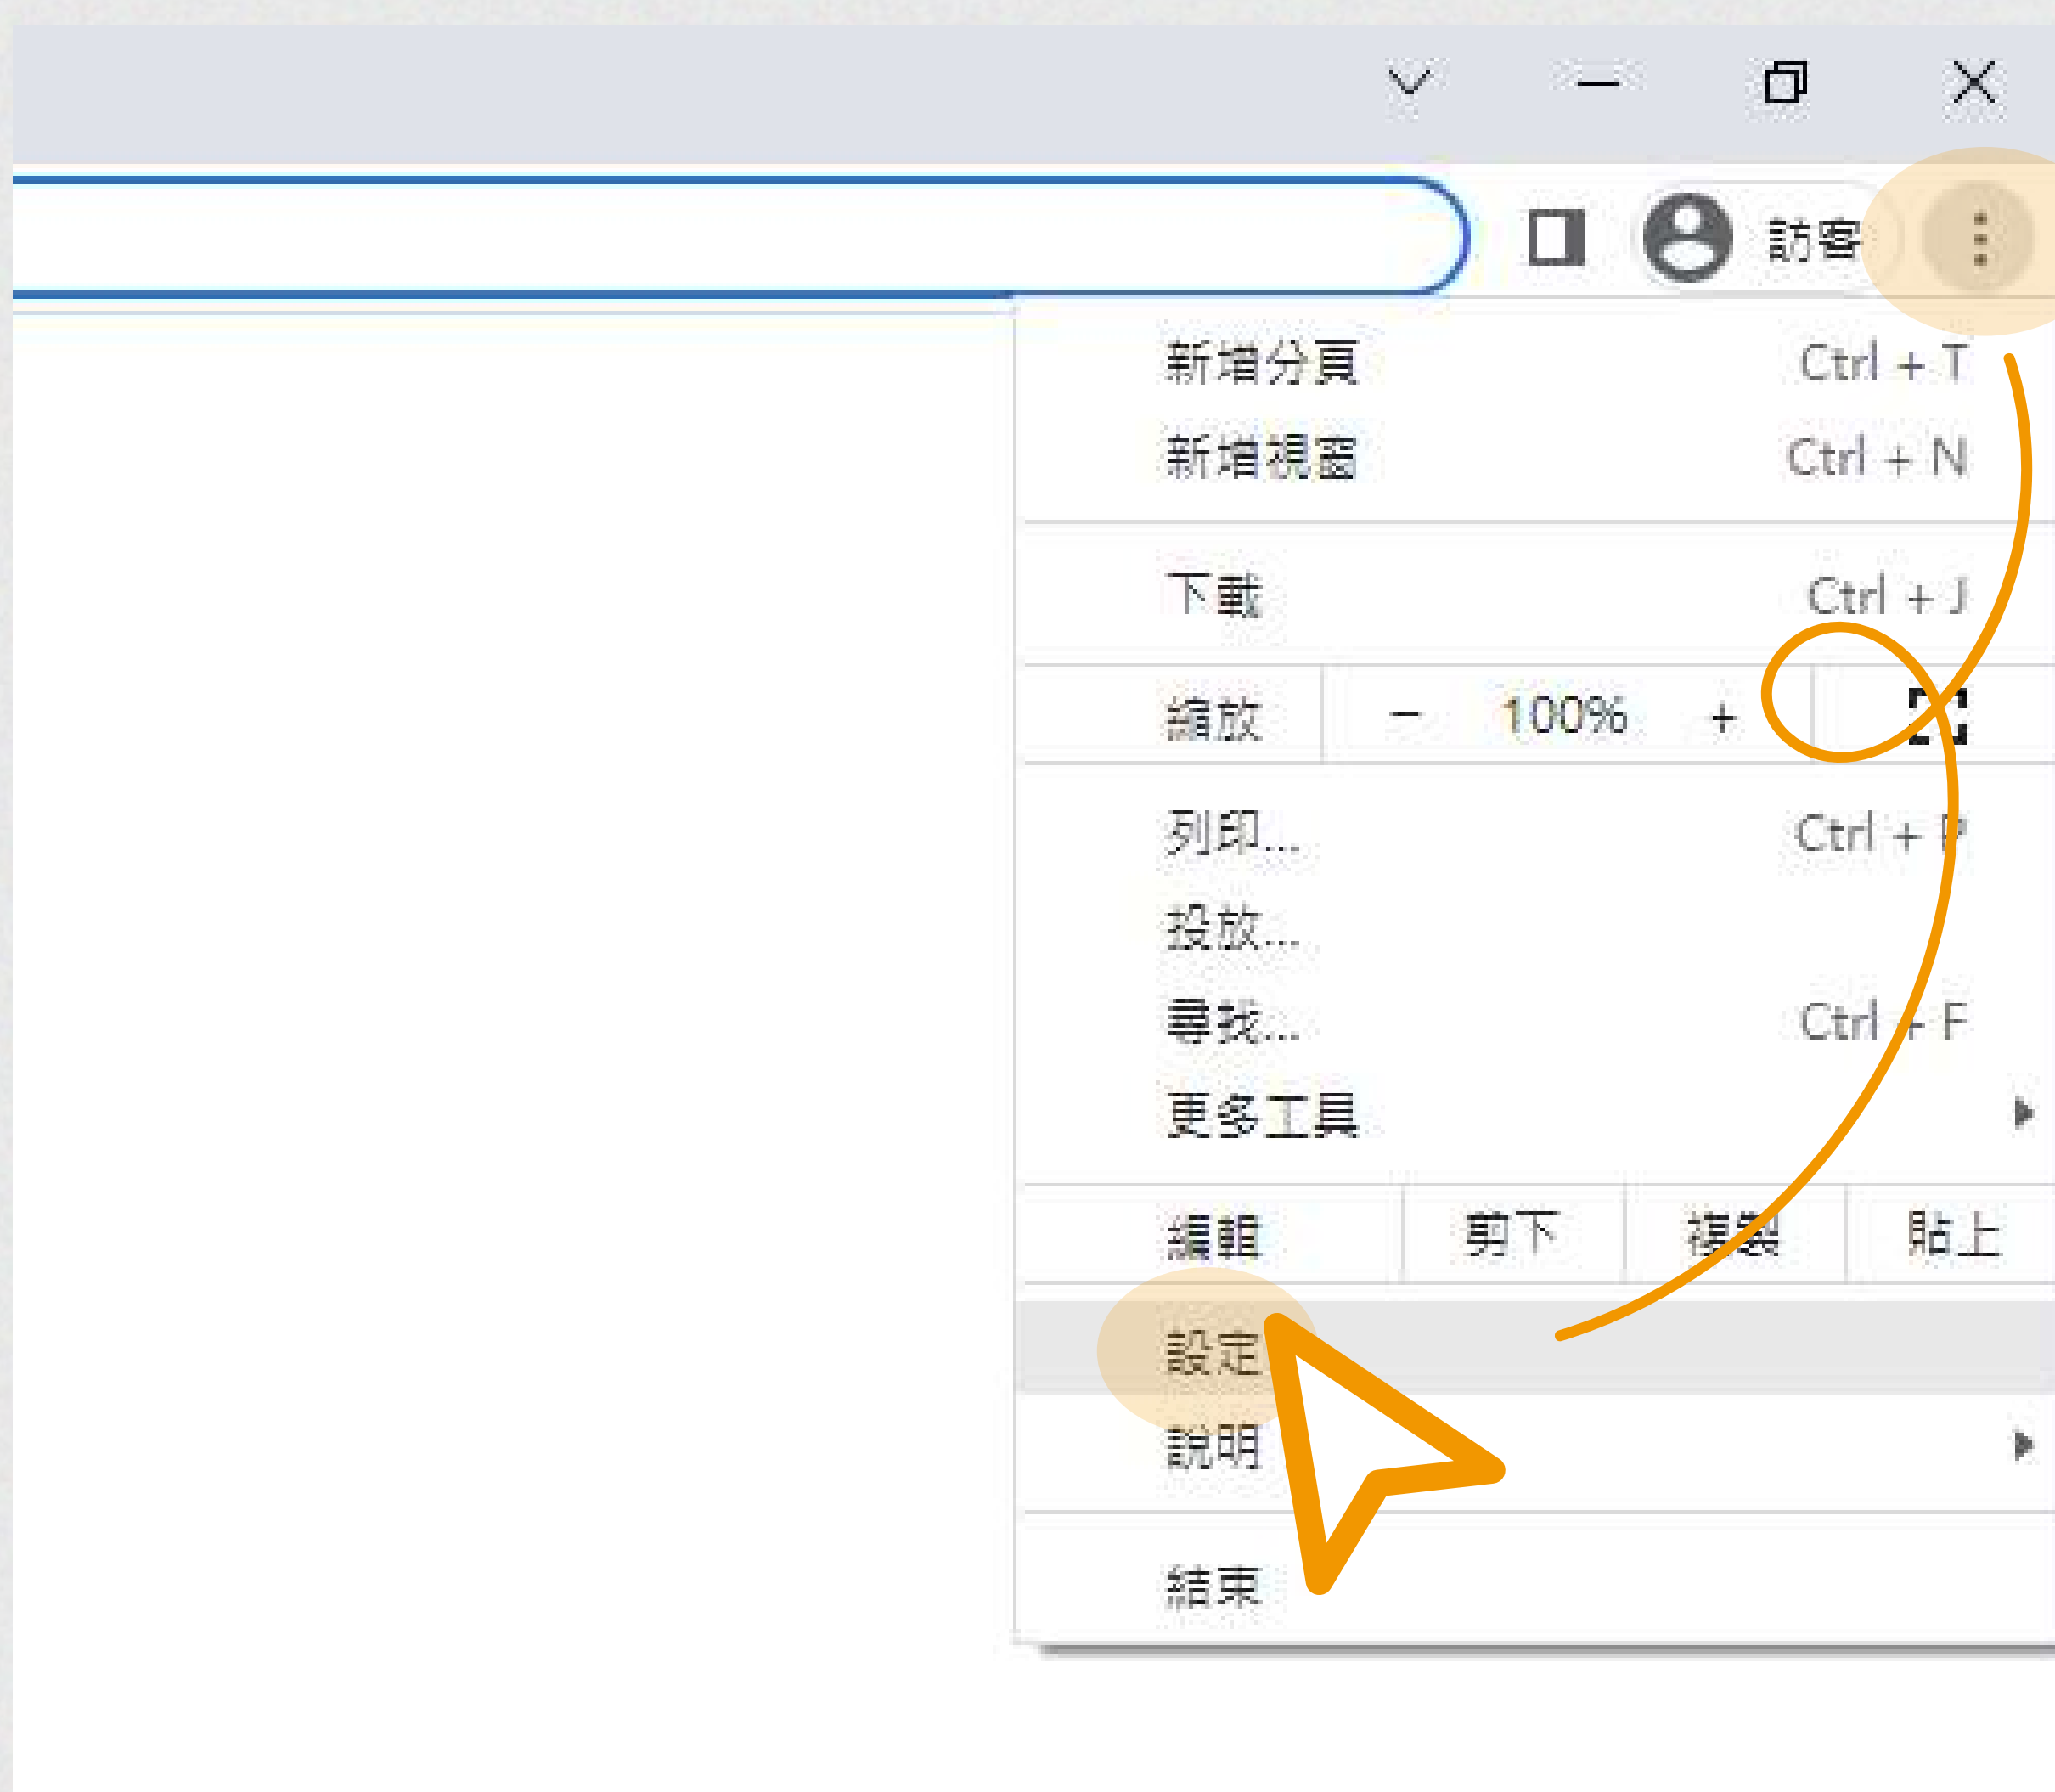 訪客
新增分頁 Ctrl + T
新增視窗 Ctrl + N
下載 Ctrl + J
縮放 − 100% +
列印... Ctrl + P
投放...
尋找... Ctrl + F
更多工具
編輯 剪下 複製 貼上
設定
說明
結束